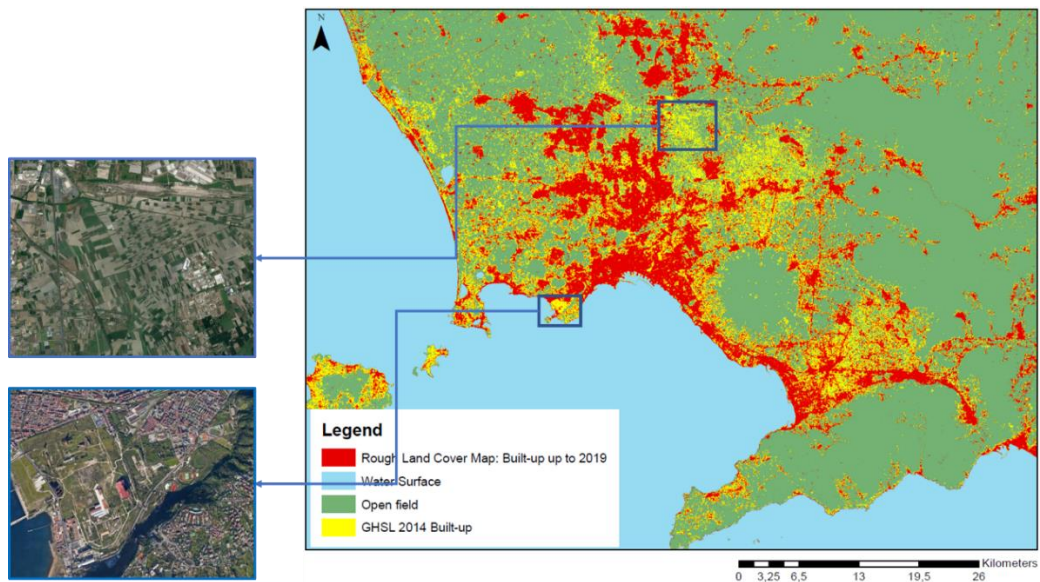 N
Legend
Rough Land Cover Map: Built-up up to 2019
Water Surface
Open field
GHSL 2014 Built-up
Kilometers
0 3,25 6,5 13 19,5 26